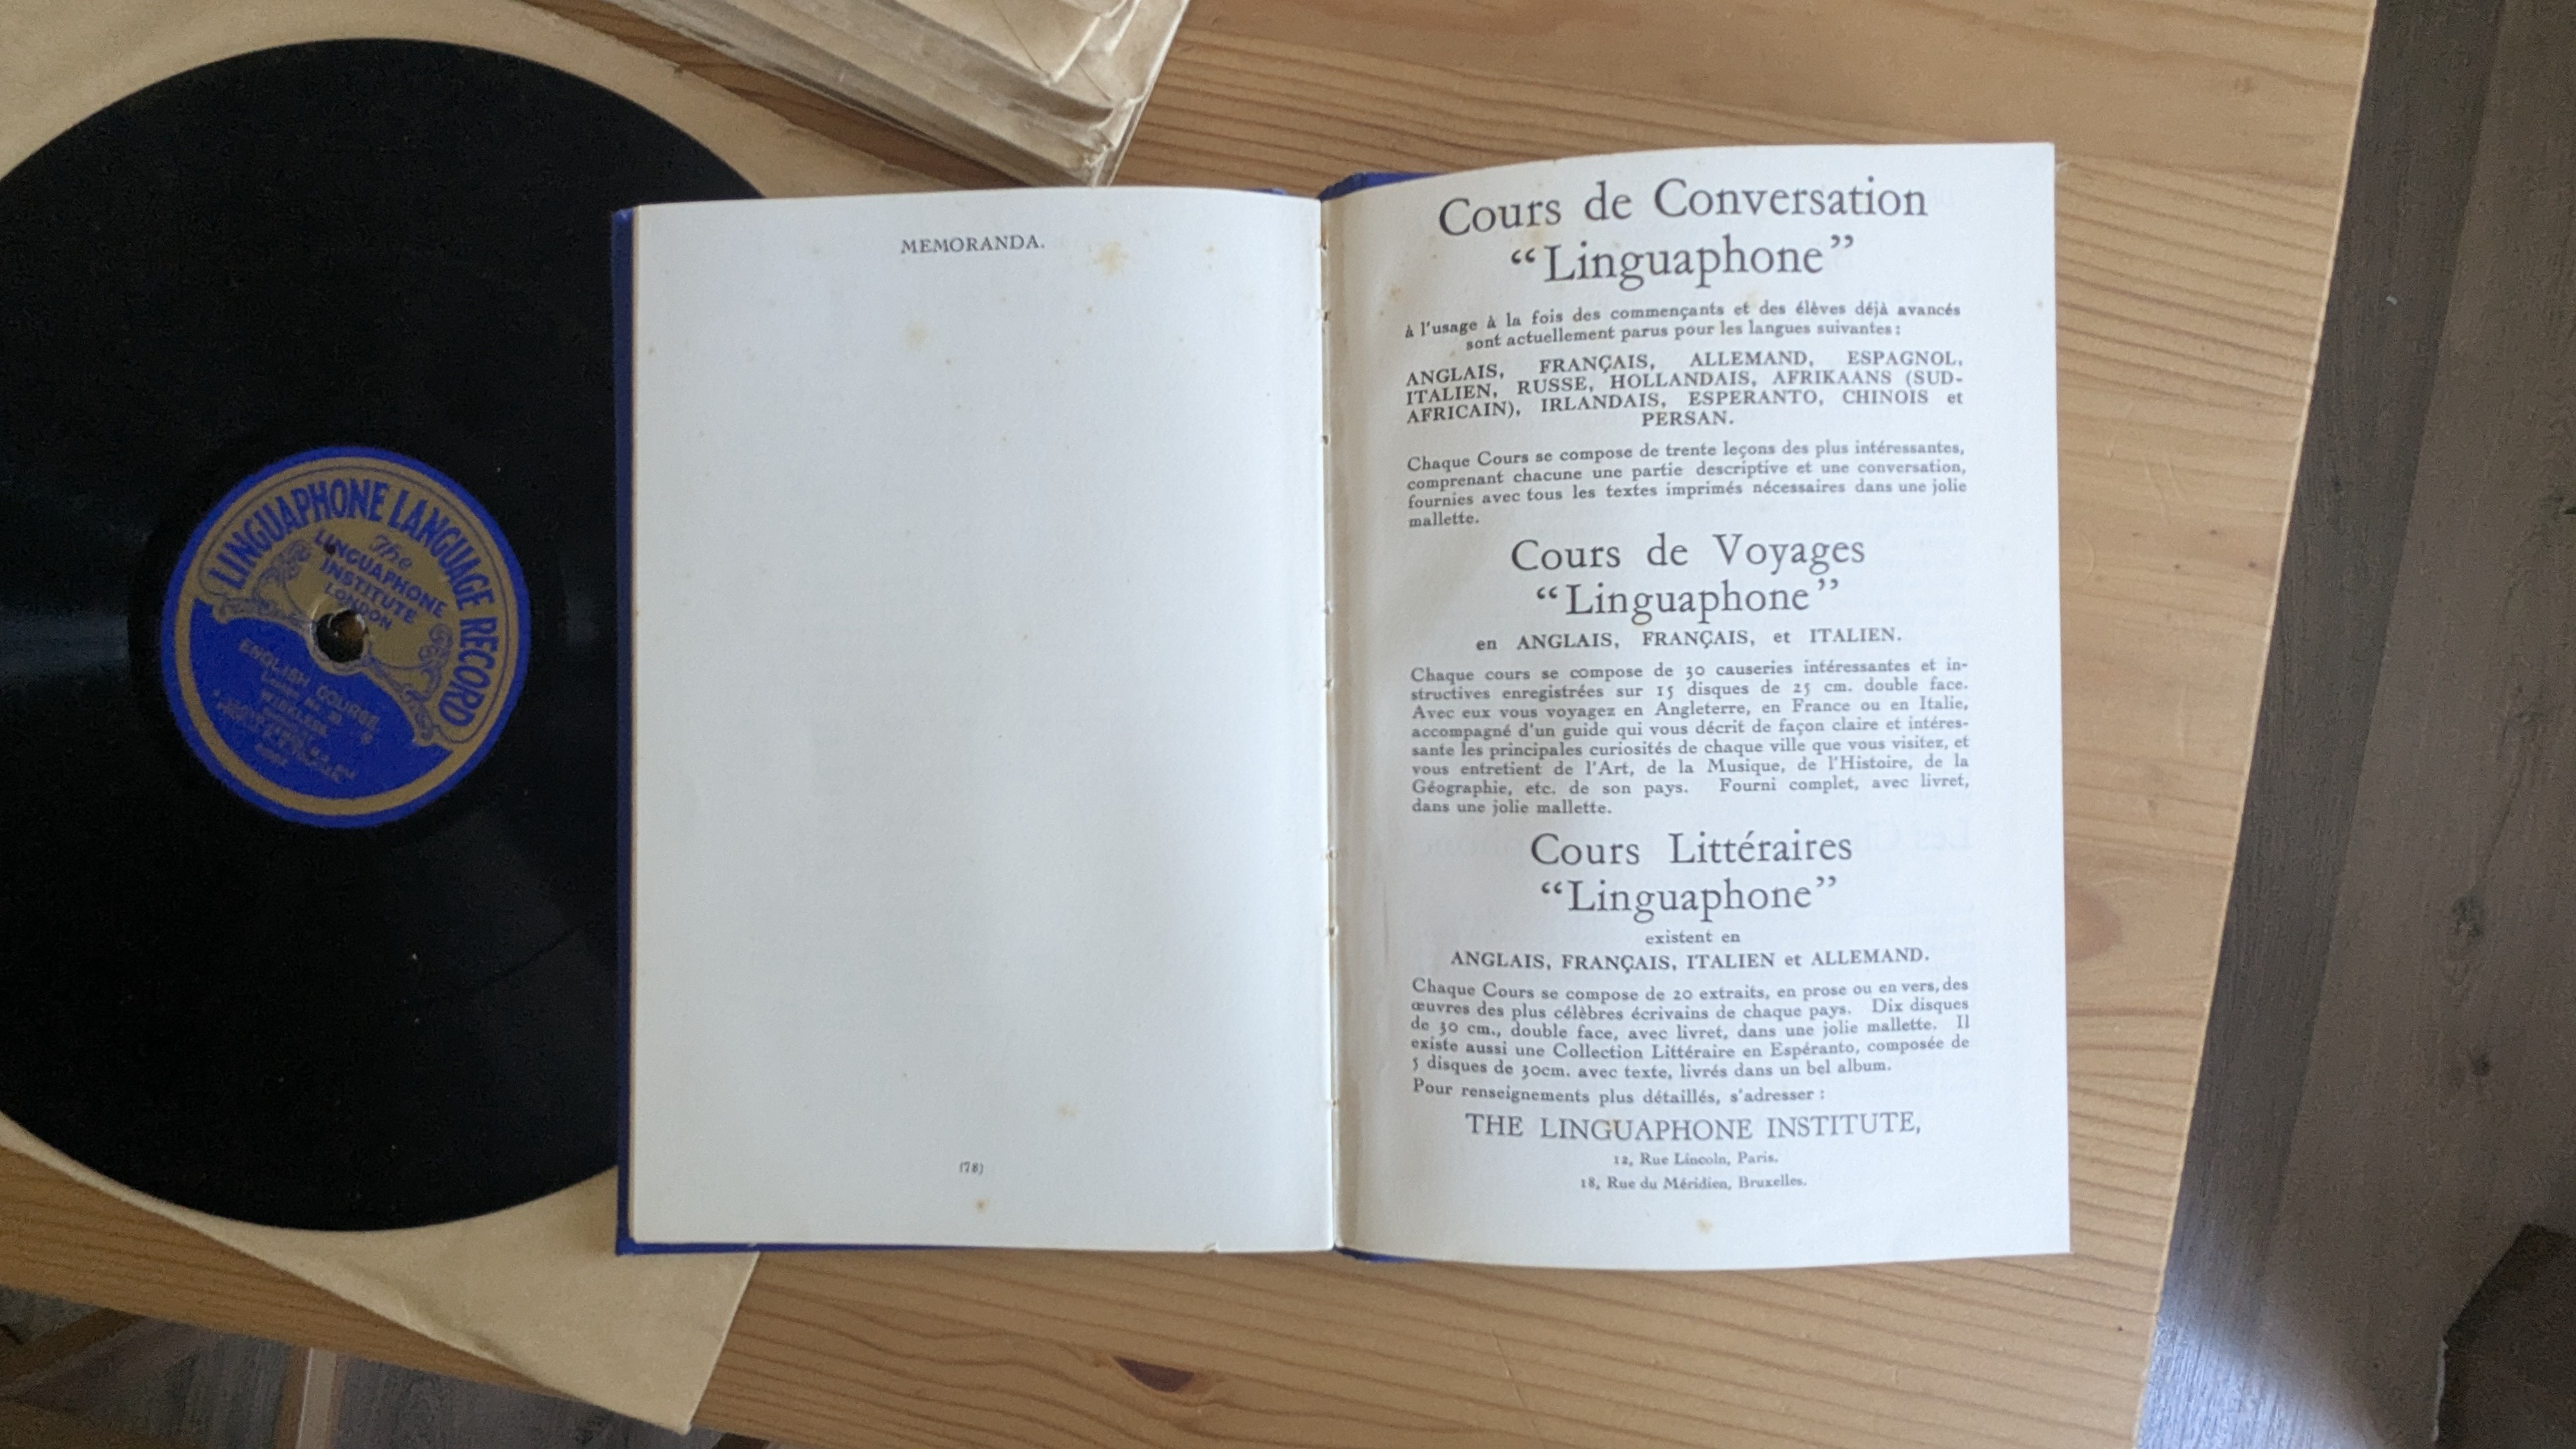 LINGUAPHONE LANGUAGE RECORD
The
LINGUAPHONE
INSTITUTE
LONDON
ENGLISH COURSE
WIRELESS
MEMORANDA.
(78)
Cours de Conversation
“Linguaphone”
à l'usage à la fois des commençants et des élèves déjà avancés
sont actuellement parus pour les langues suivantes:
ANGLAIS, FRANÇAIS, ALLEMAND, ESPAGNOL,
ITALIEN, RUSSE, HOLLANDAIS, AFRIKAANS (SUD-
AFRICAIN), IRLANDAIS, ESPERANTO, CHINOIS et
PERSAN.
Chaque Cours se compose de trente leçons des plus intéressantes,
comprenant chacune une partie descriptive et une conversation,
fournies avec tous les textes imprimés nécessaires dans une jolie
mallette.
Cours de Voyages
“Linguaphone”
en ANGLAIS, FRANÇAIS, et ITALIEN.
Chaque cours se compose de 30 causeries intéressantes et in-
structives enregistrées sur 15 disques de 25 cm. double face.
Avec eux vous voyagez en Angleterre, en France ou en Italie,
accompagné d'un guide qui vous décrit de façon claire et intéres-
sante les principales curiosités de chaque ville que vous visitez, et
vous entretient de l'Art, de la Musique, de l'Histoire, de la
Géographie, etc. de son pays. Fourni complet, avec livret,
dans une jolie mallette.
Cours Littéraires
“Linguaphone”
existent en
ANGLAIS, FRANÇAIS, ITALIEN et ALLEMAND.
Chaque Cours se compose de 20 extraits, en prose ou en vers, des
œuvres des plus célèbres écrivains de chaque pays. Dix disques
de 30 cm., double face, avec livret, dans une jolie mallette. Il
existe aussi une Collection Littéraire en Espéranto, composée de
5 disques de 30cm. avec texte, livrés dans un bel album.
Pour renseignements plus détaillés, s'adresser :
THE LINGUAPHONE INSTITUTE,
12, Rue Lincoln, Paris.
18, Rue du Méridien, Bruxelles.